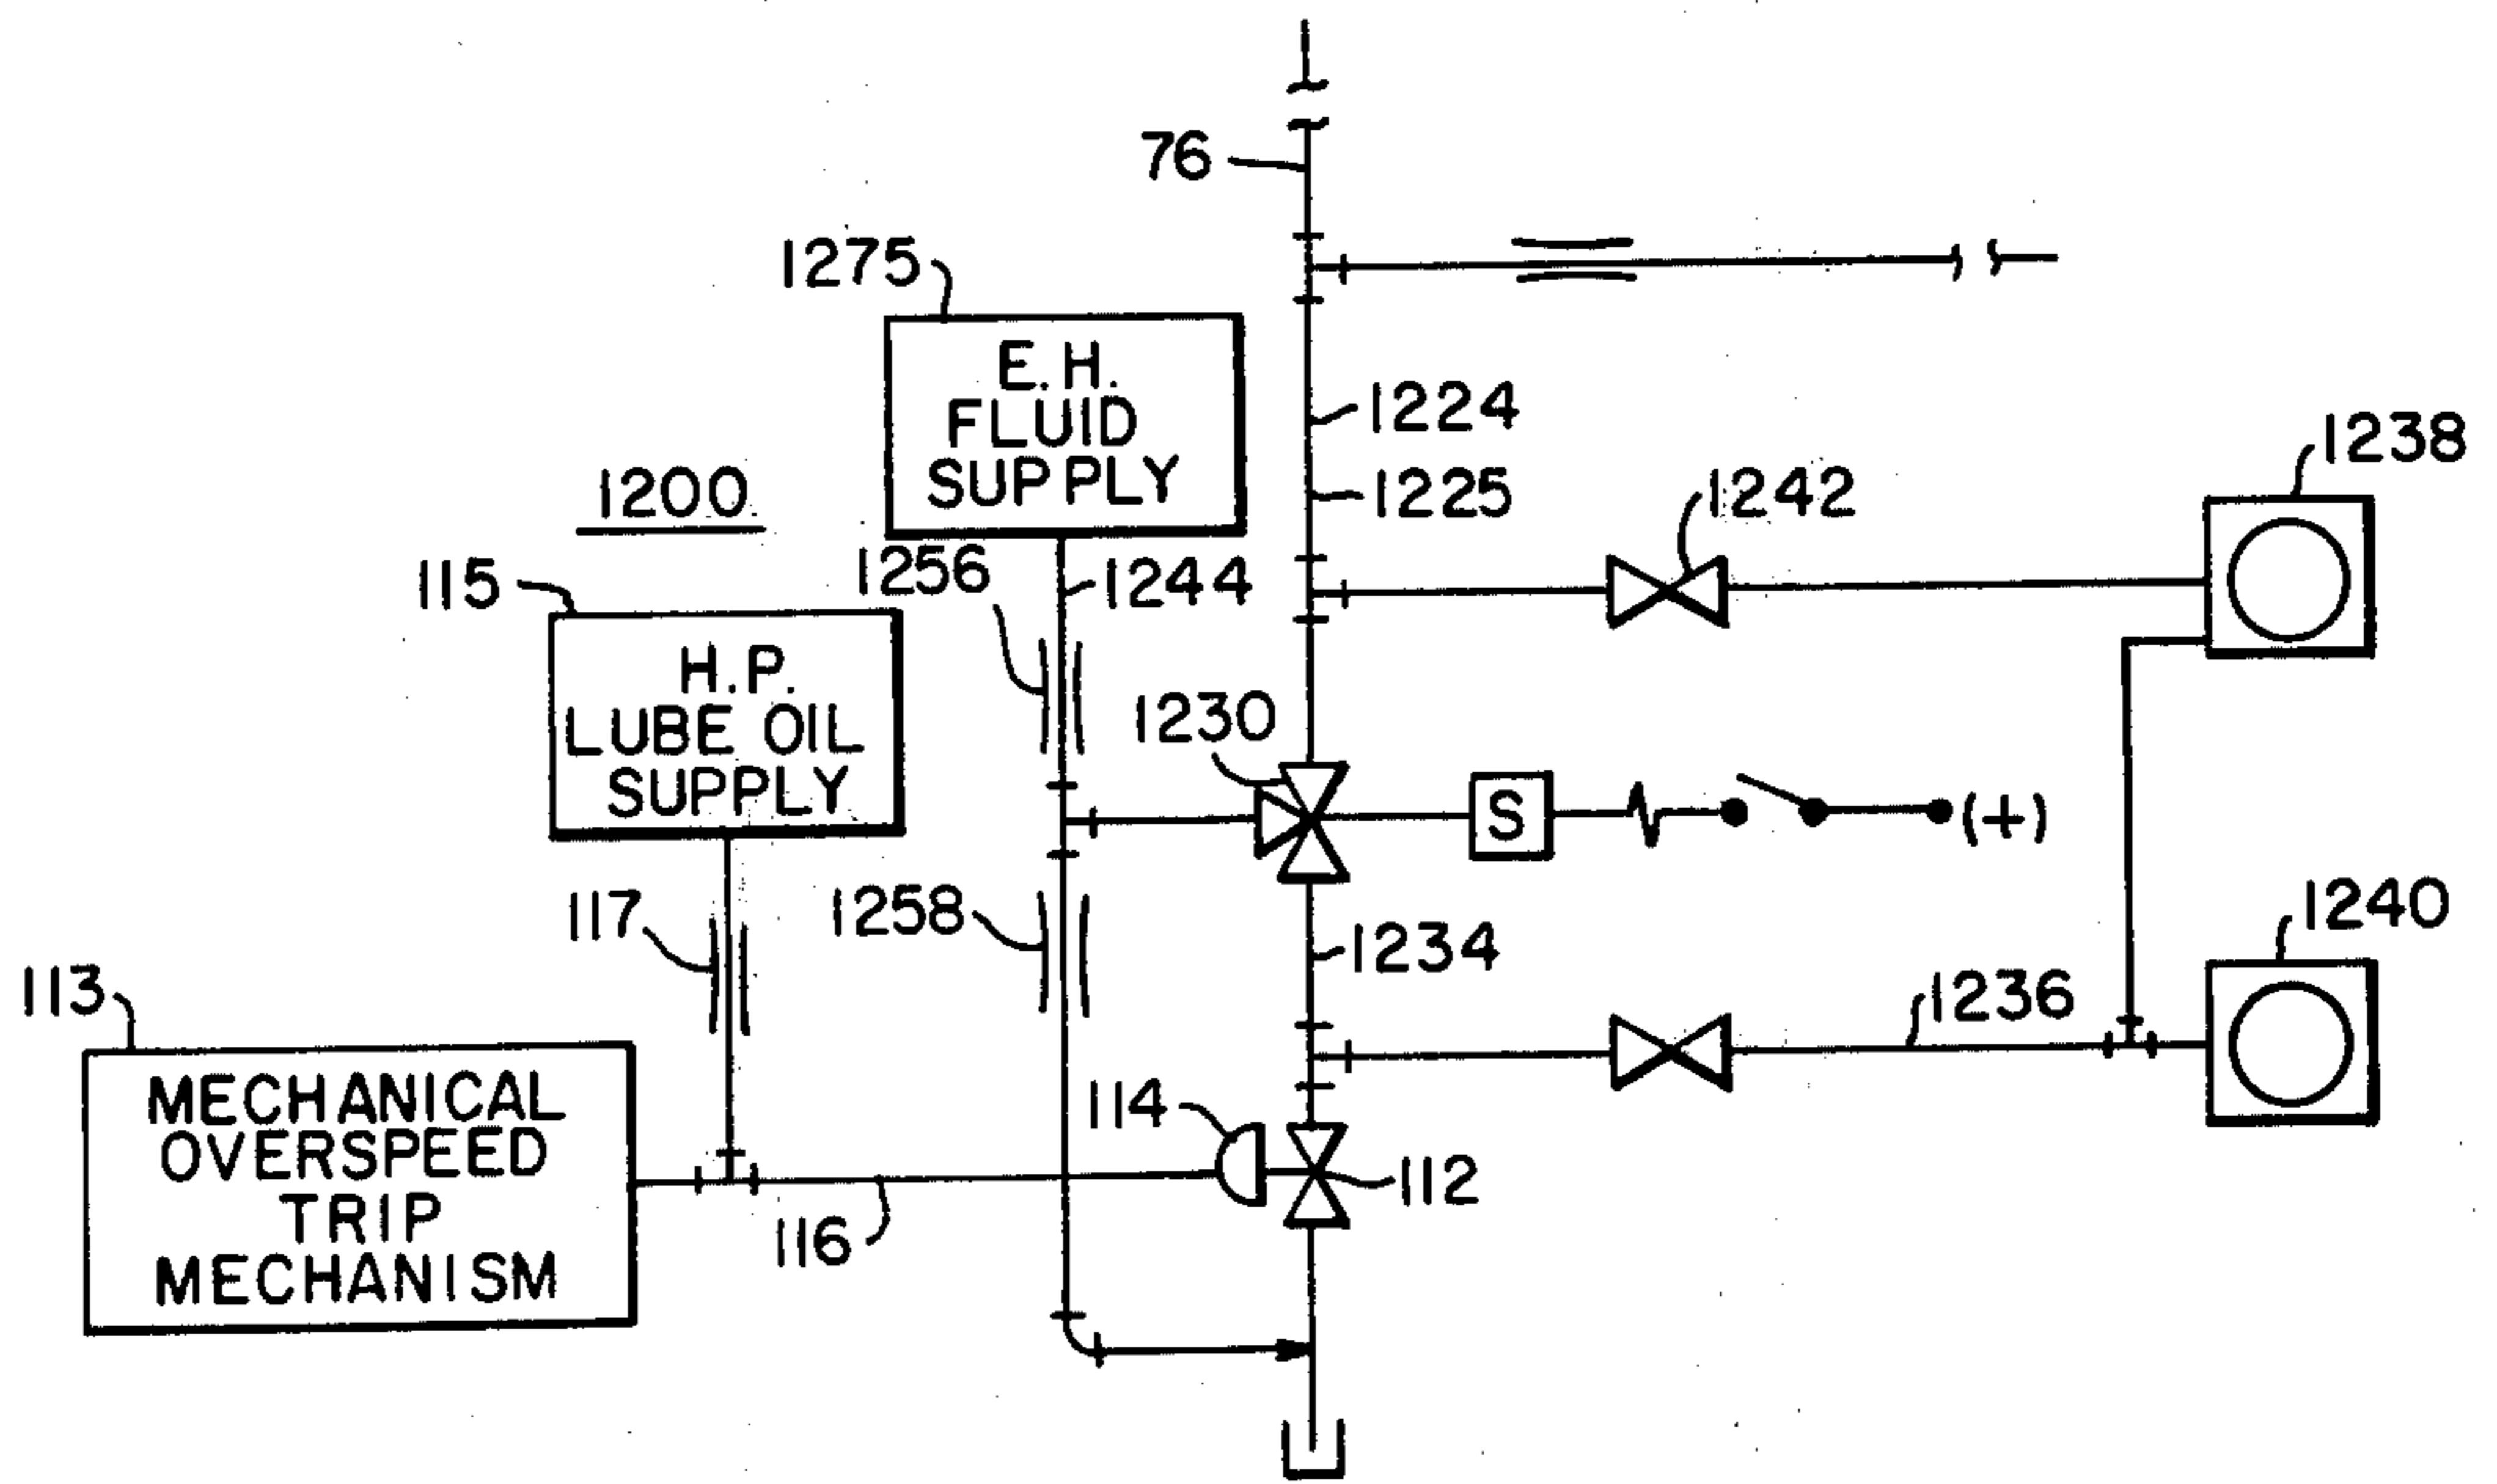 76
1275
E.H.
FLUID
SUPPLY
1224
1238
1200
1225
1242
115
1256
1244
H.P.
LUBE OIL
SUPPLY
1230
S
(+)
117
1258
1234
1240
113
1236
MECHANICAL
OVERSPEED
TRIP
MECHANISM
114
112
116